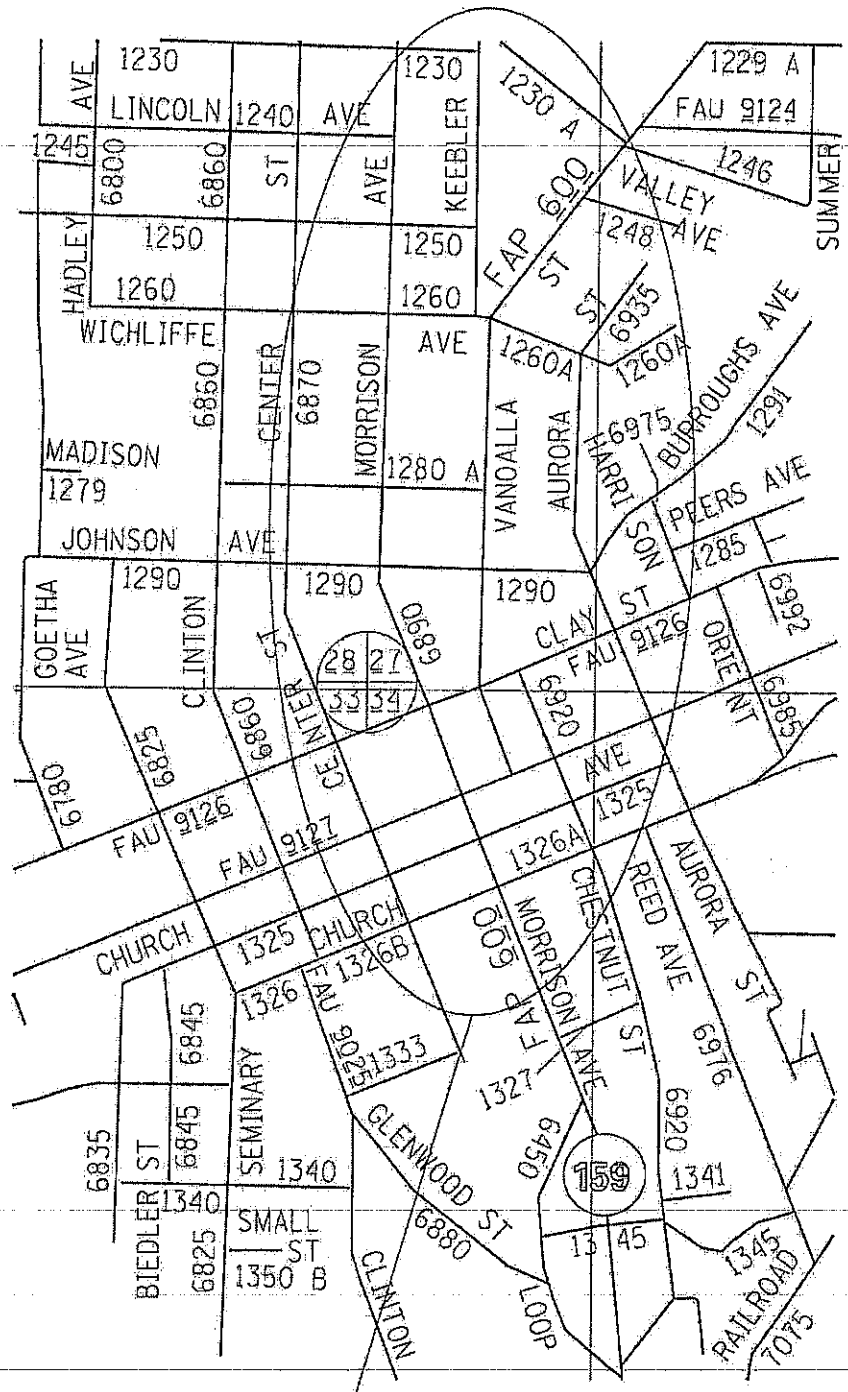 1230
1230
1230 A
1229 A
AVE
LINCOLN
1240
AVE
FAU 9124
1245
6800
6860
ST
AVE
KEEBLER
FAP 600
ST
VALLEY
AVE
1246
SUMMER
1248
HADLEY
1250
1250
1260
1260
WICHLIFFE
AVE
1260A
ST
6935
1260A
6860
CENTER
6870
MORRISON
VANDALLA
AURORA
6975
BURROUGHS AVE
1291
MADISON
1279
1280 A
HARRISON
PEERS AVE
1285
JOHNSON
AVE
1290
1290
1290
GOETHA
AVE
CLINTON
6890
CLAY ST
FAU 9126
6992
ORIENT
6985
CENTER ST
28 27
33 34
6920
6780
6825
6860
FAU 9126
FAU 9127
AVE
1325
1326A
CHURCH
1325
CHURCH
1326
1326B
FAU 9025
600
FAP
MORRISON AVE
CHESTNUT
ST
REED AVE
6976
AURORA
ST
6845
1333
1327
6835
BIEDLER ST
6845
SEMINARY
1340
GLENWOOD ST
6880
6450
159
6920
1341
1340
6825
SMALL
ST
1350 B
CLINTON
LOOP
13 45
1345
RAILROAD
7075